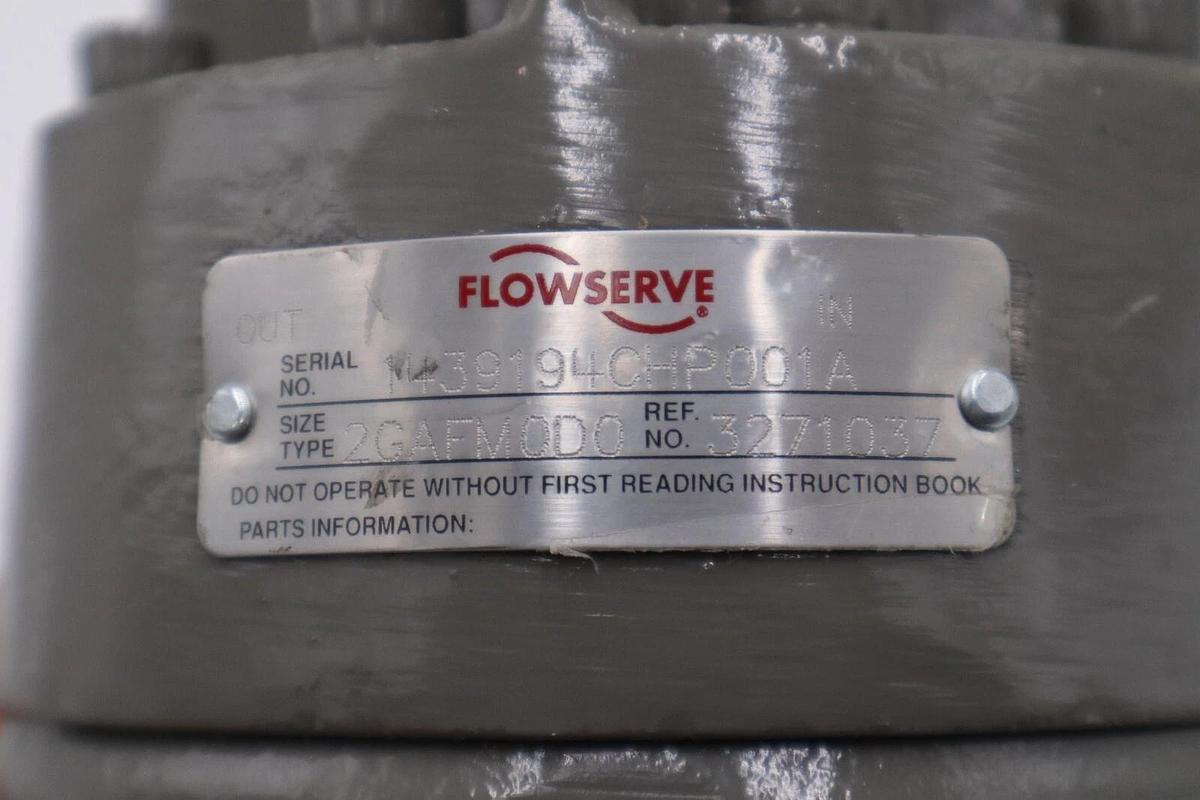 FLOWSERVE®
OUT IN
SERIAL NO. 1439194CHP001A
SIZE TYPE 2GAFM0D0 REF. NO. 3271037
DO NOT OPERATE WITHOUT FIRST READING INSTRUCTION BOOK
PARTS INFORMATION: